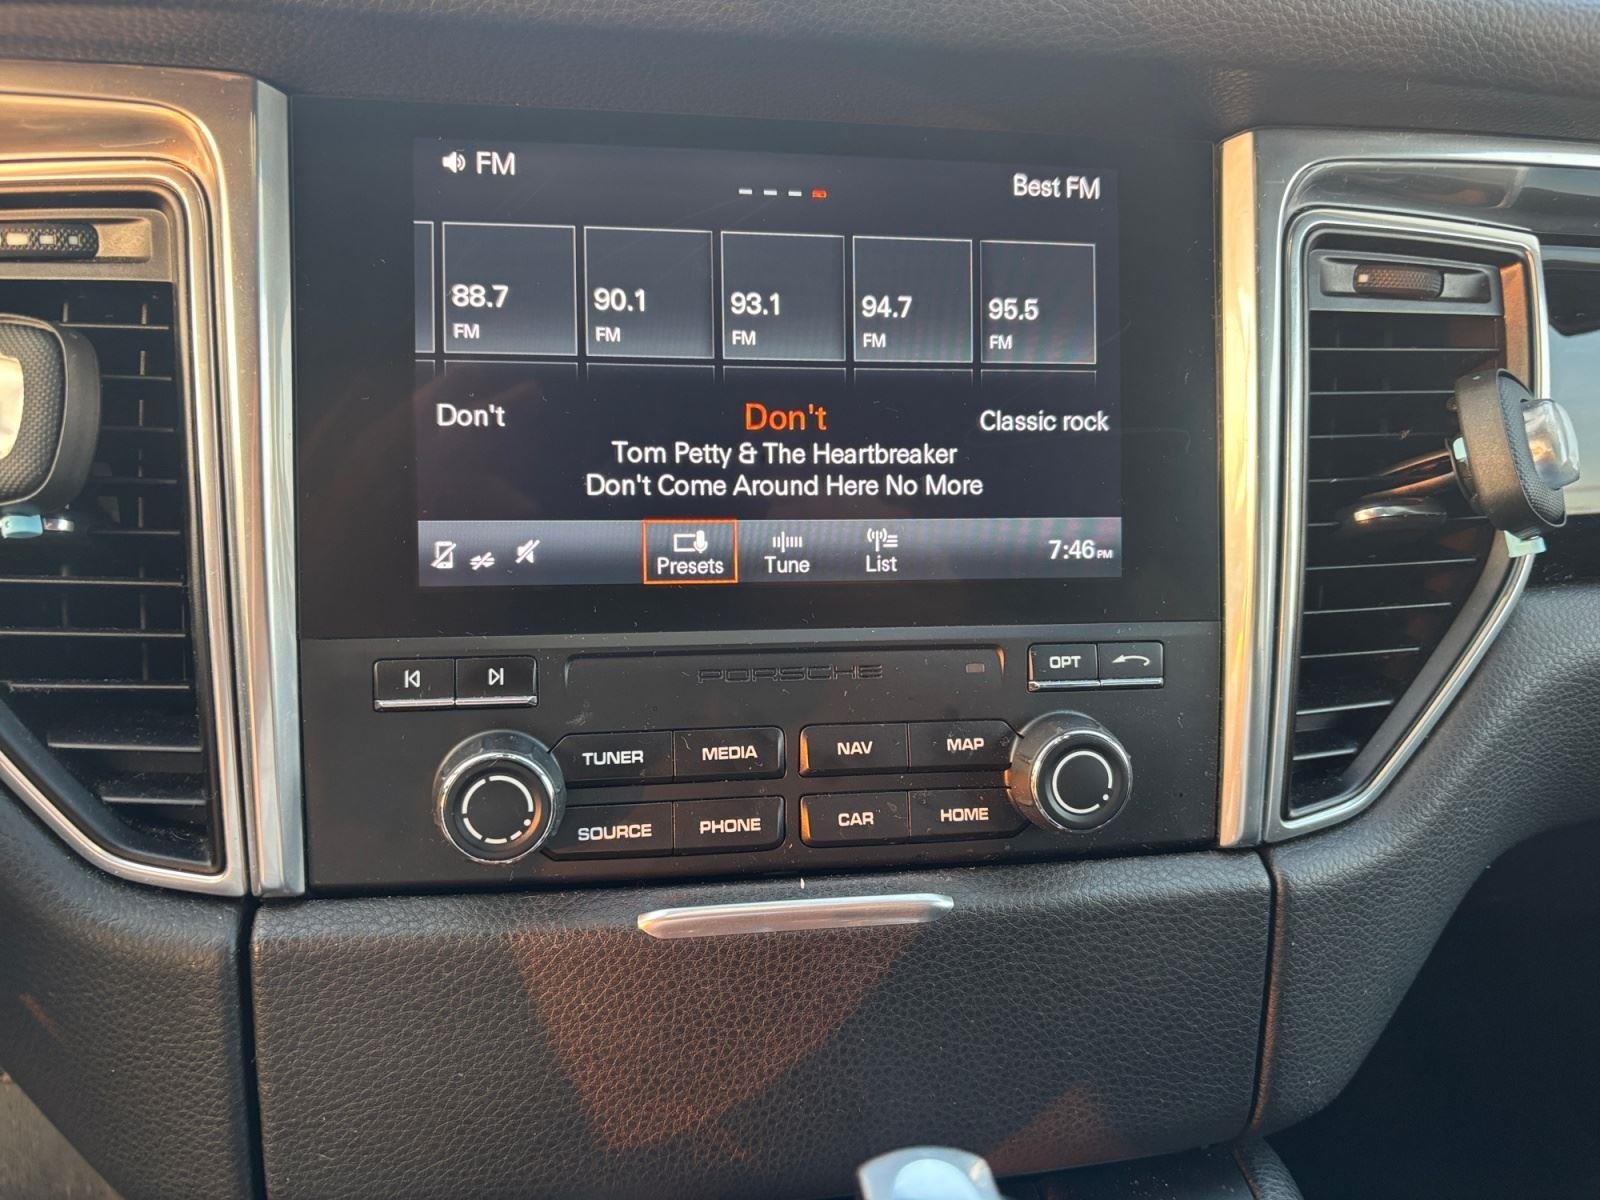 FM
Best FM
88.7 90.1 93.1 94.7 95.5
FM FM FM FM FM
Don't Don't Classic rock
Tom Petty & The Heartbreaker
Don't Come Around Here No More
Presets Tune List 7:46 PM
PORSCHE
OPT
TUNER MEDIA NAV MAP
SOURCE PHONE CAR HOME